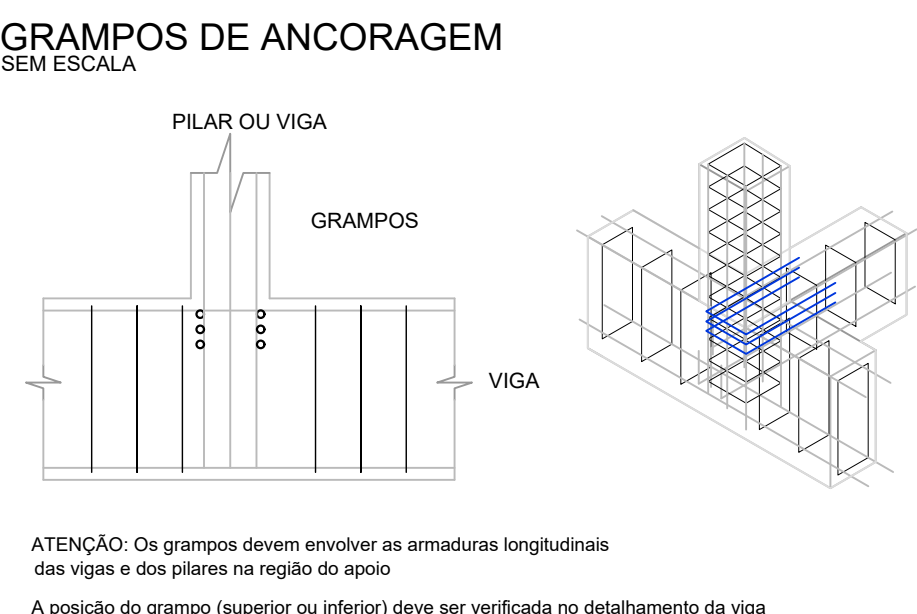 GRAMPOS DE ANCORAGEM
SEM ESCALA
PILAR OU VIGA
GRAMPOS
VIGA
ATENÇÃO: Os grampos devem envolver as armaduras longitudinais
das vigas e dos pilares na região do apoio
A posição do grampo (superior ou inferior) deve ser verificada no detalhamento da viga